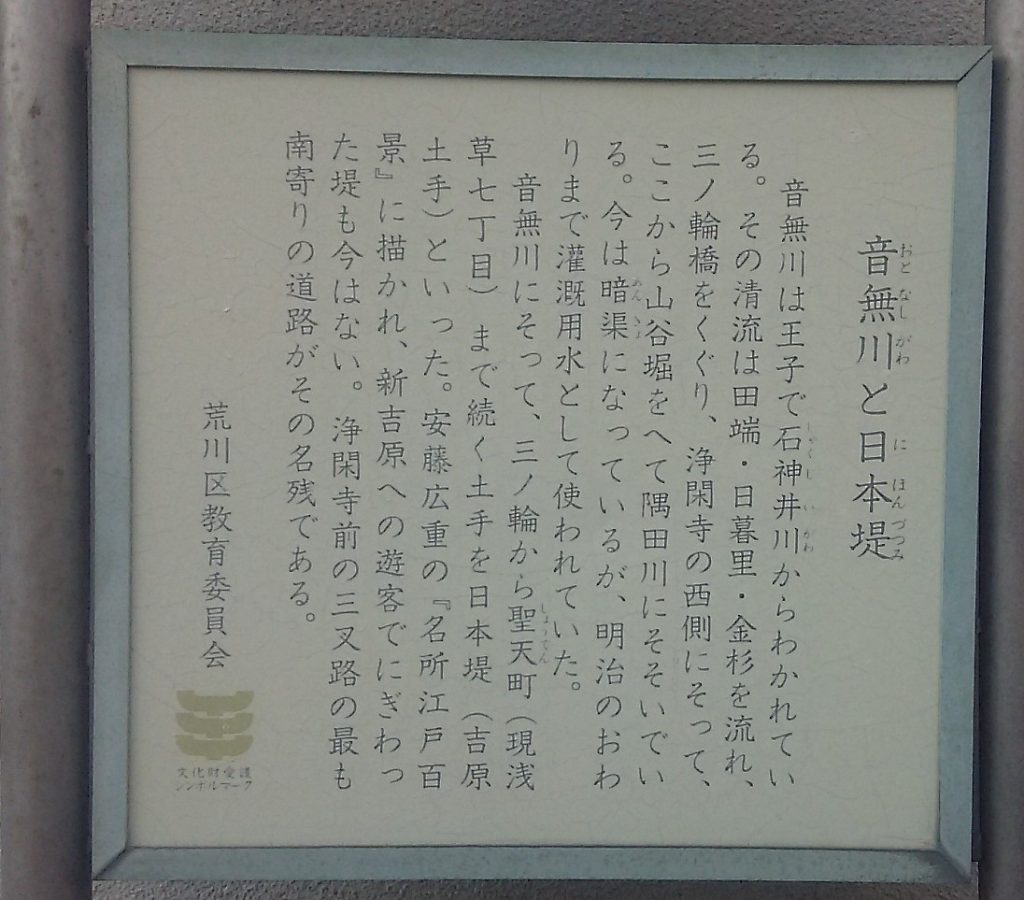 音無川と日本堤
おとなしがわ
にほんづつみ
音無川は王子で石神井川からわかれてい
る。その清流は田端・日暮里・金杉を流れ、
三ノ輪橋をくぐり、浄閑寺の西側にそって、
ここから山谷堀をへて隅田川にそそいでい
る。今は暗渠になっているが、明治のおわ
りまで灌漑用水として使われていた。
音無川にそって、三ノ輪から聖天町（現浅
草七丁目）まで続く土手を日本堤（吉原
土手）といった。安藤広重の『名所江戸百
景』に描かれ、新吉原への遊客でにぎわっ
た堤も今はない。浄閑寺前の三叉路の最も
南寄りの道路がその名残である。
荒川区教育委員会
文化財愛護
シンボルマーク